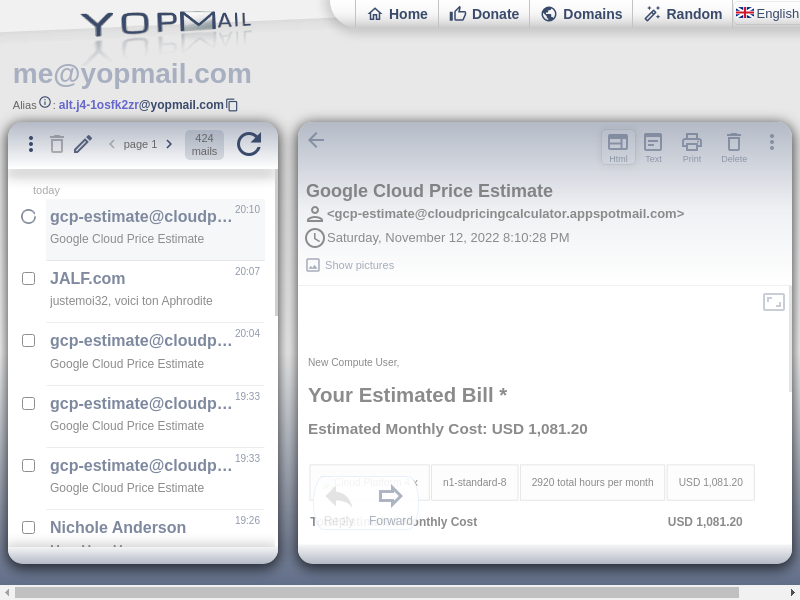 YOPMail
Home
Donate
Domains
Random
English
me@yopmail.com
Alias : alt.j4-1osfk2zr@yopmail.com
page 1
424
mails
today
gcp-estimate@cloudp… 20:10
Google Cloud Price Estimate
JALF.com 20:07
justemoi32, voici ton Aphrodite
gcp-estimate@cloudp… 20:04
Google Cloud Price Estimate
gcp-estimate@cloudp… 19:33
Google Cloud Price Estimate
gcp-estimate@cloudp… 19:33
Google Cloud Price Estimate
Nichole Anderson 19:26
Html
Text
Print
Delete
Google Cloud Price Estimate
<gcp-estimate@cloudpricingcalculator.appspotmail.com>
Saturday, November 12, 2022 8:10:28 PM
Show pictures
New Compute User,
Your Estimated Bill *
Estimated Monthly Cost: USD 1,081.20
n1-standard-8 2920 total hours per month USD 1,081.20
Reply Forward
Monthly Cost USD 1,081.20